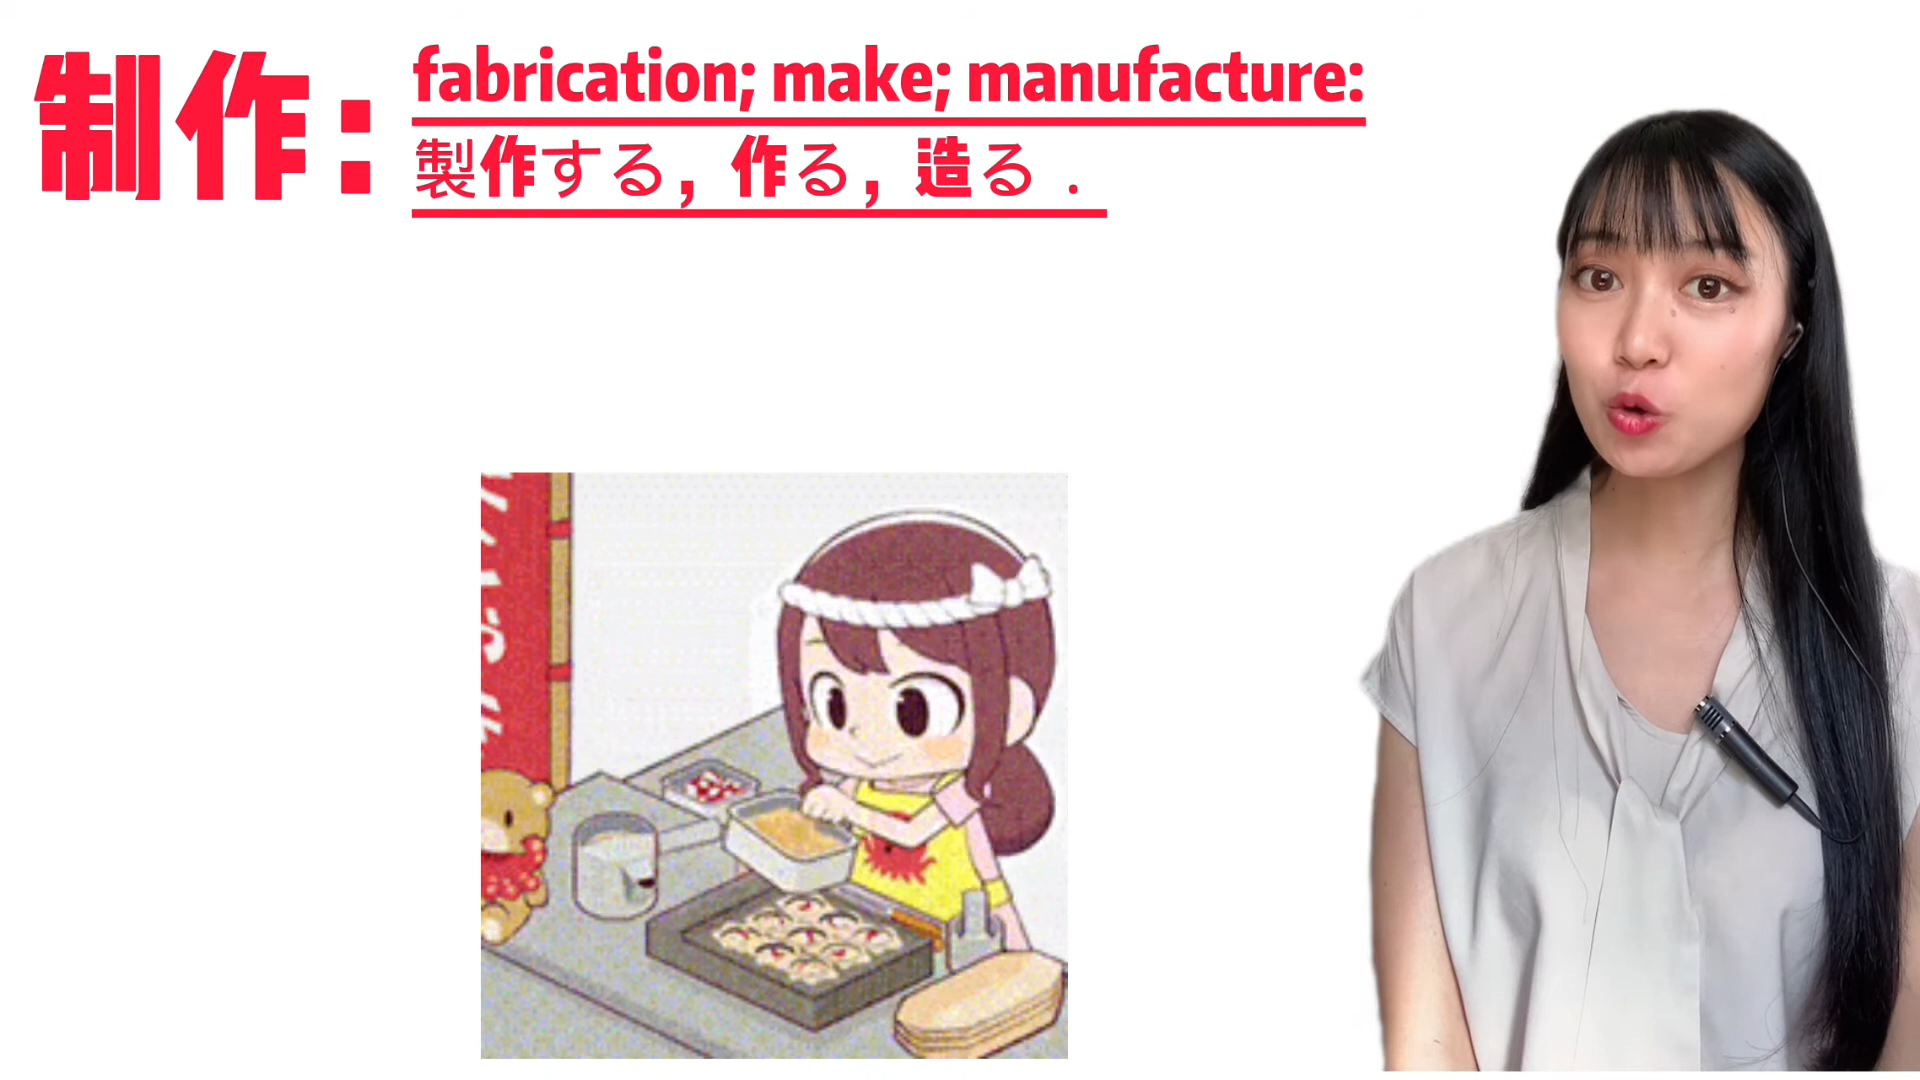 制作:
fabrication; make; manufacture:
製作する, 作る, 造る .